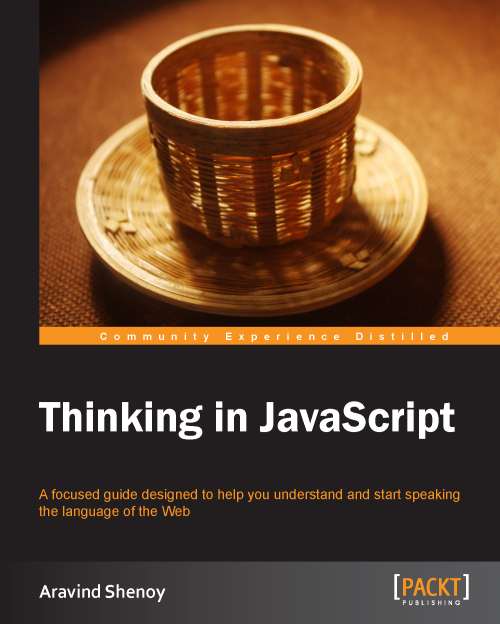 Community Experience Distilled
Thinking in JavaScript
A focused guide designed to help you understand and start speaking
the language of the Web
Aravind Shenoy
[PACKT]
PUBLISHING